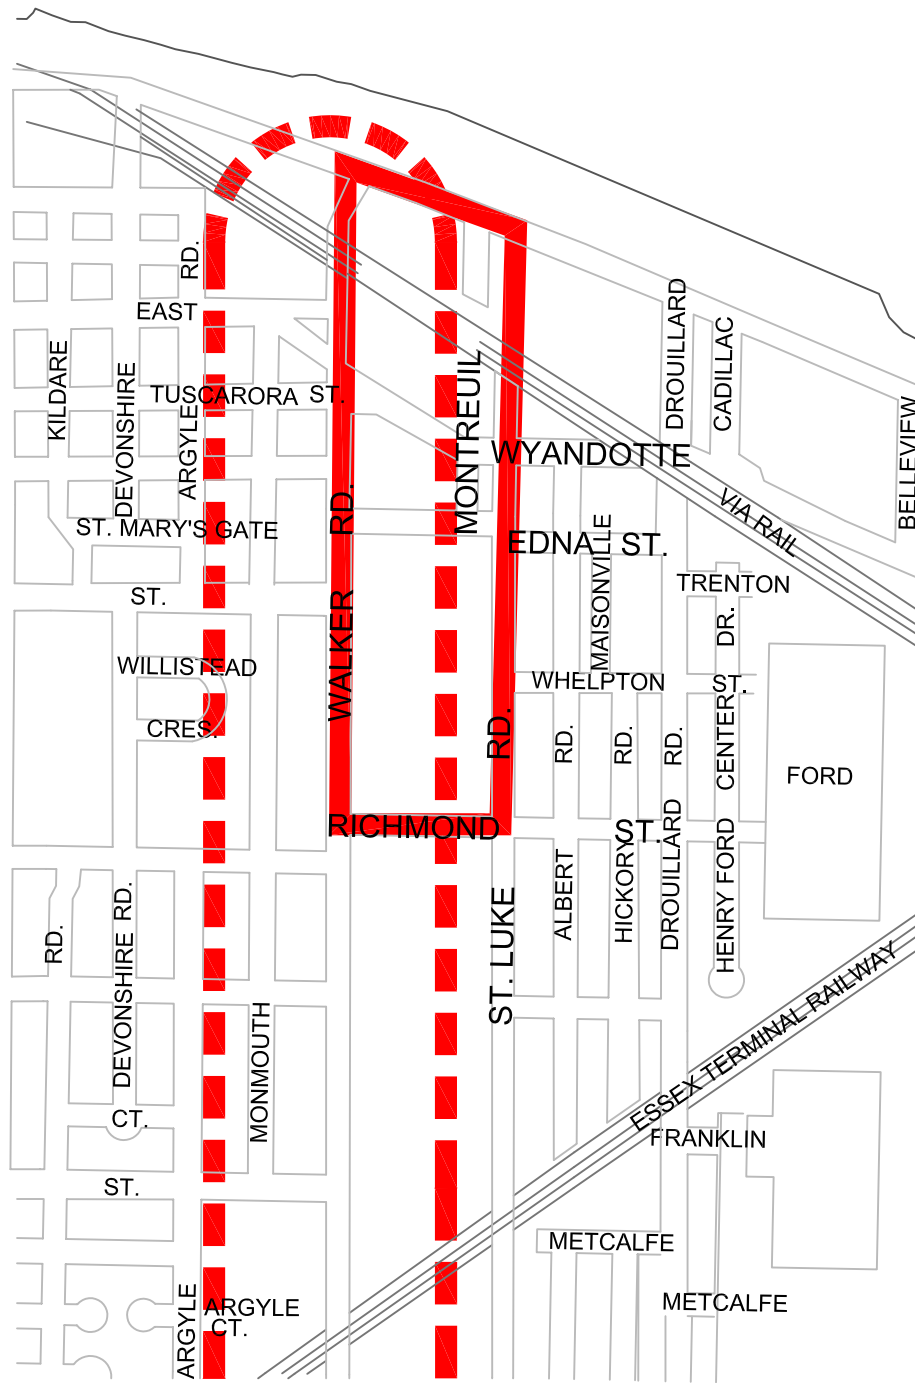 RD.
EAST
DROUILLARD
CADILLAC
KILDARE
DEVONSHIRE
TUSCARORA ST.
ARGYLE
MONTREUIL
BELLEVIEW
WYANDOTTE
WALKER RD.
VIA RAIL
ST. MARY'S GATE
EDNA ST.
MAISONVILLE
TRENTON
ST.
DR.
WILLISTEAD
WHELPTON ST.
CRES.
RD.
RD.
RD.
RD.
CENTER
FORD
RICHMOND ST.
ALBERT
HICKORY
DROUILLARD
HENRY FORD
RD.
DEVONSHIRE RD.
ST. LUKE
MONMOUTH
ESSEX TERMINAL RAILWAY
CT.
FRANKLIN
ST.
METCALFE
ARGYLE
ARGYLE
CT.
METCALFE